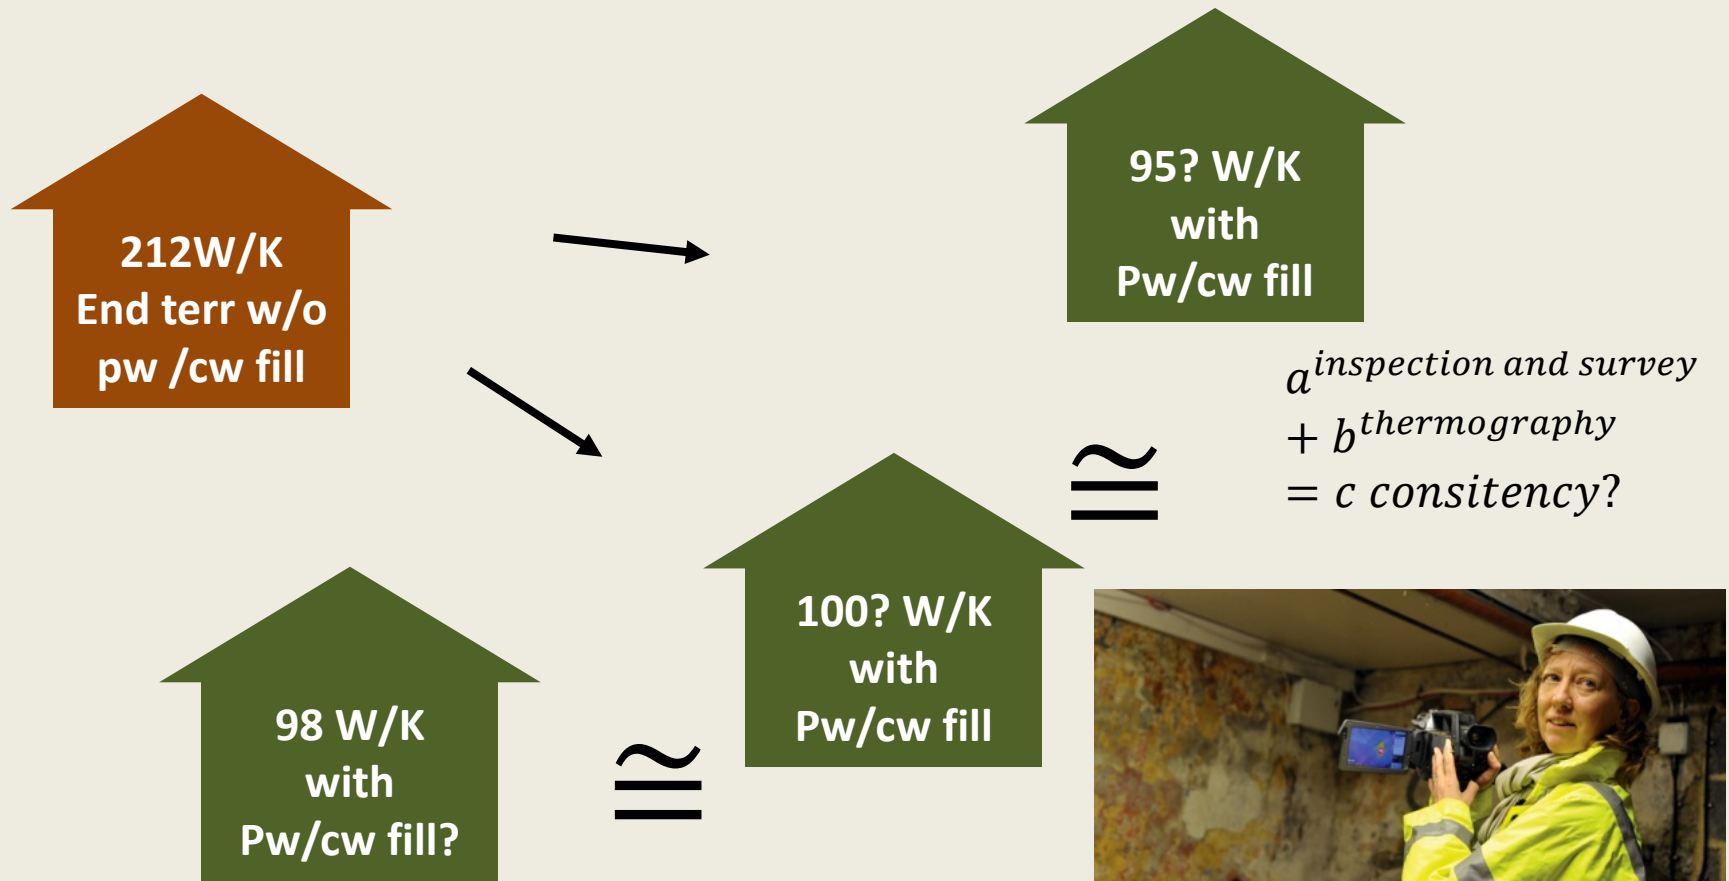 212W/K
End terr w/o
pw /cw fill
95? W/K
with
Pw/cw fill
a^inspection and survey
+ b^thermography
= c consitency?
≅
100? W/K
with
Pw/cw fill
98 W/K
with
Pw/cw fill?
≅